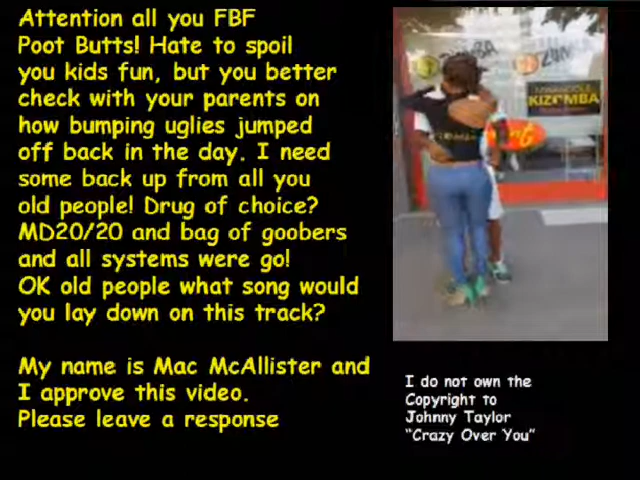 Attention all you FBF
Poot Butts! Hate to spoil
you kids fun, but you better
check with your parents on
how bumping uglies jumped
off back in the day. I need
some back up from all you
old people! Drug of choice?
MD20/20 and bag of goobers
and all systems were go!
OK old people what song would
you lay down on this track?
My name is Mac McAllister and
I approve this video.
Please leave a response
ZUMBA
KIZOMBA
I do not own the
Copyright to
Johnny Taylor
“Crazy Over You”